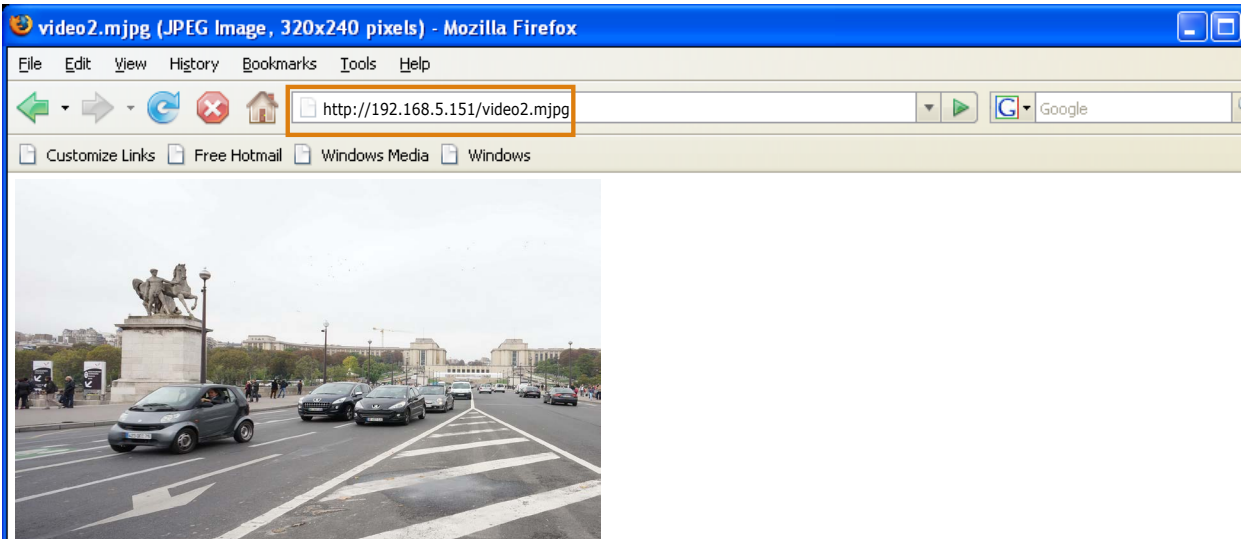 video2.mjpg (JPEG Image, 320x240 pixels) - Mozilla Firefox
File Edit View History Bookmarks Tools Help
http://192.168.5.151/video2.mjpg G Google
Customize Links Free Hotmail Windows Media Windows